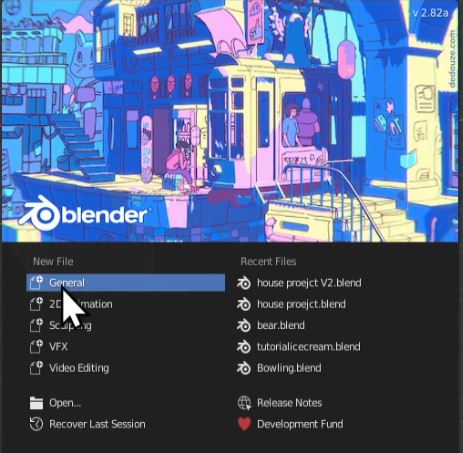 v 2.82a
dedouze.com
blender
New File
General
2D Animation
Sculpting
VFX
Video Editing
Open...
Recover Last Session
Recent Files
house proejct V2.blend
house proejct.blend
bear.blend
tutorialicecream.blend
Bowling.blend
Release Notes
Development Fund